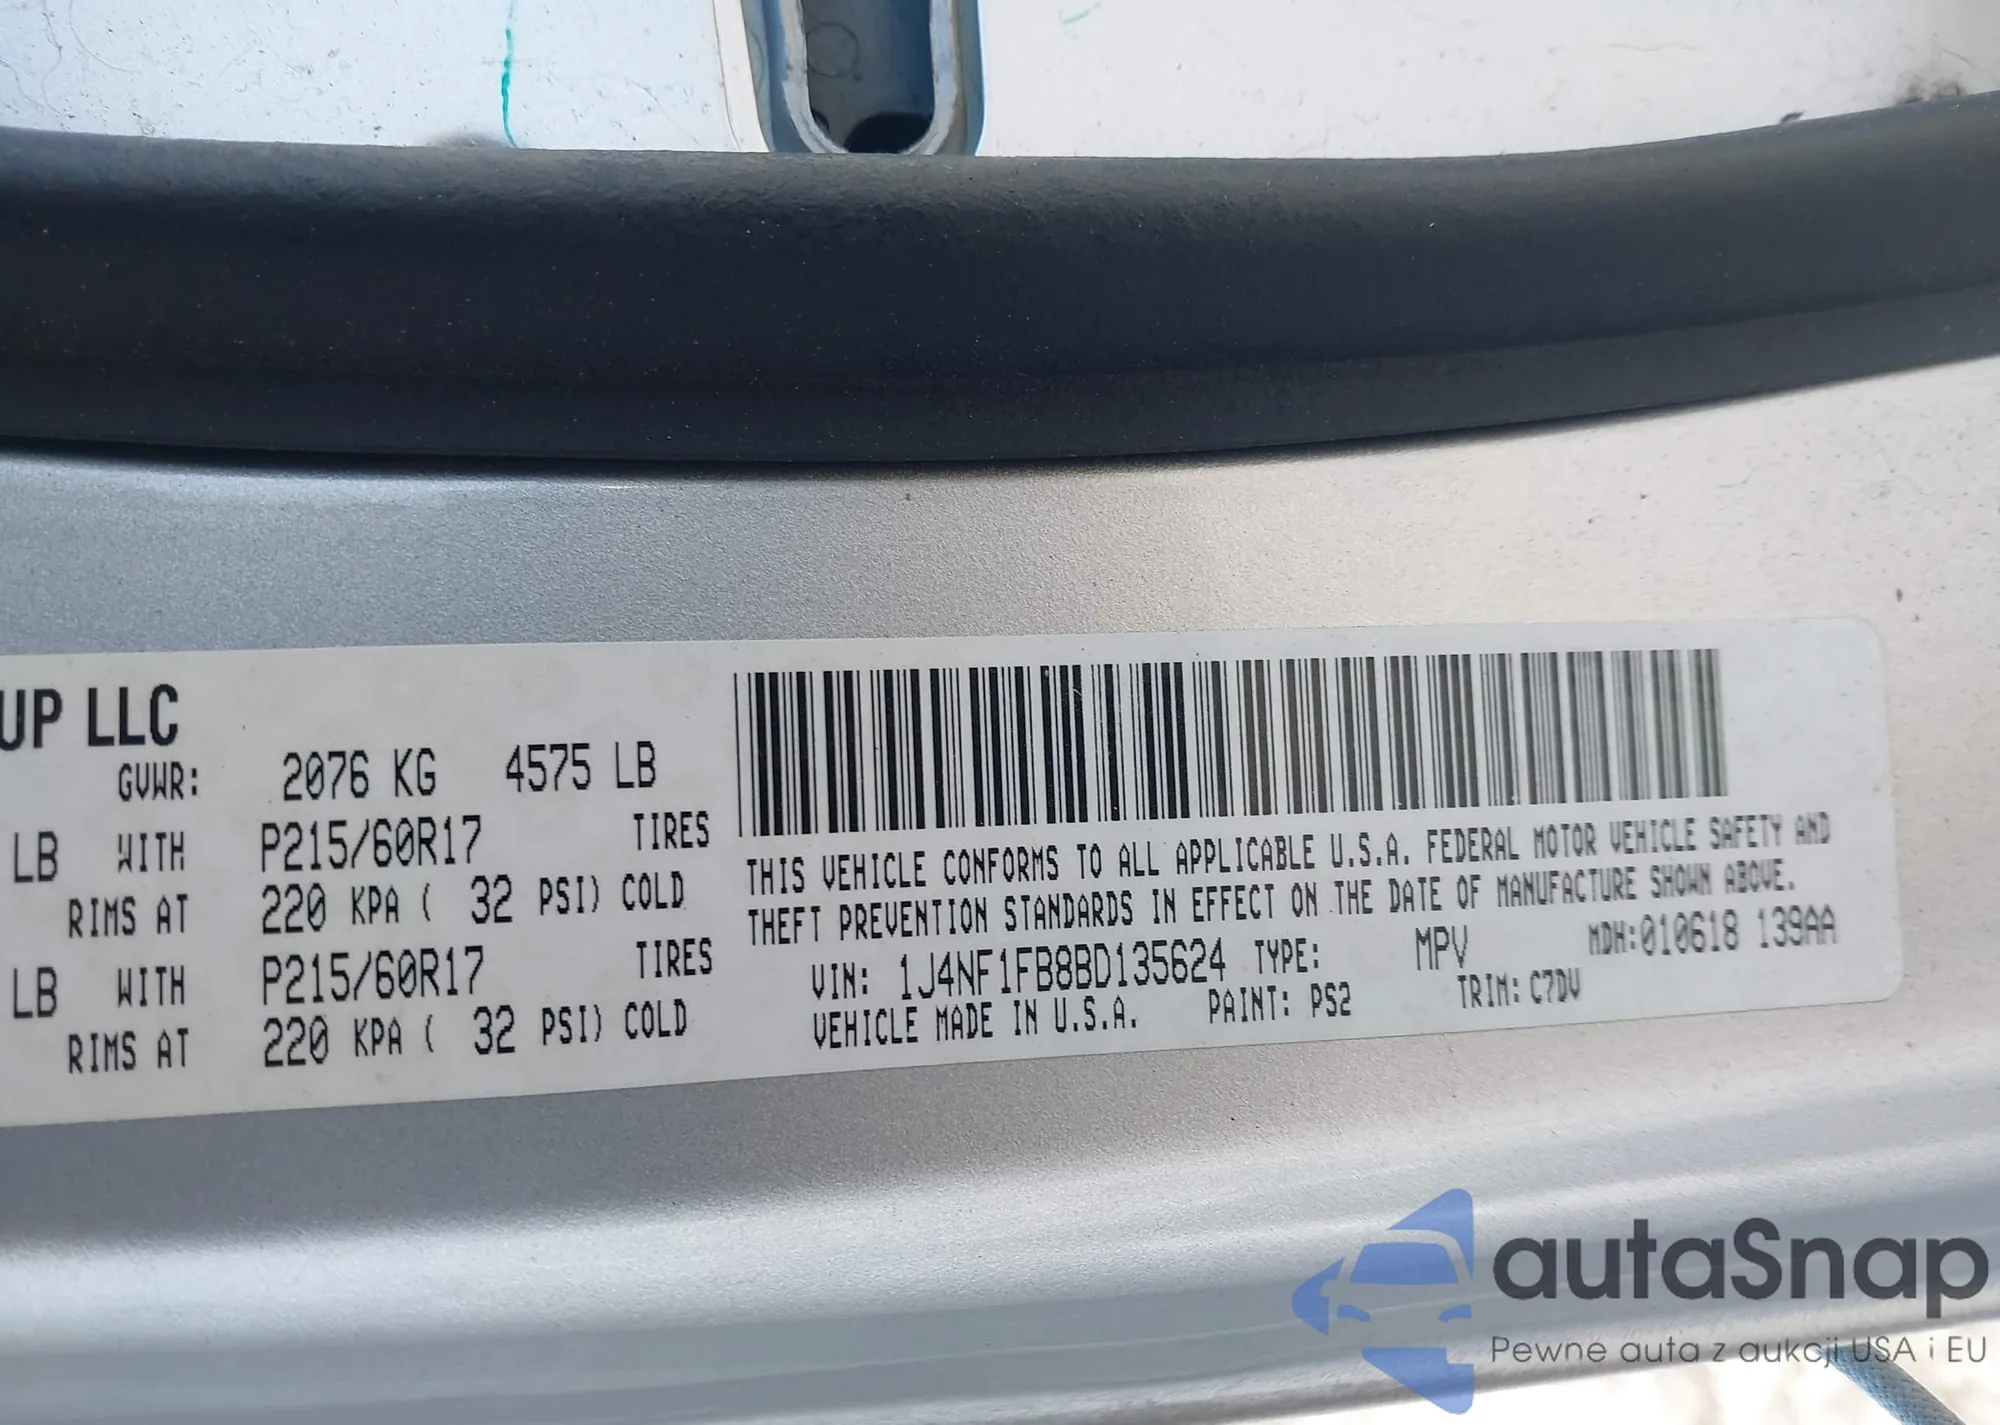 UP LLC
GVWR: 2076 KG 4575 LB
LB WITH P215/60R17 TIRES
RIMS AT 220 KPA ( 32 PSI) COLD
LB WITH P215/60R17 TIRES
RIMS AT 220 KPA ( 32 PSI) COLD
THIS VEHICLE CONFORMS TO ALL APPLICABLE U.S.A. FEDERAL MOTOR VEHICLE SAFETY AND
THEFT PREVENTION STANDARDS IN EFFECT ON THE DATE OF MANUFACTURE SHOWN ABOVE.
VIN: 1J4NF1FB8BD135624 TYPE: MPV MDH:010618 139AA
VEHICLE MADE IN U.S.A. PAINT: PS2 TRIM: C7DV
autaSnap
Pewne auta z aukcji USA i EU